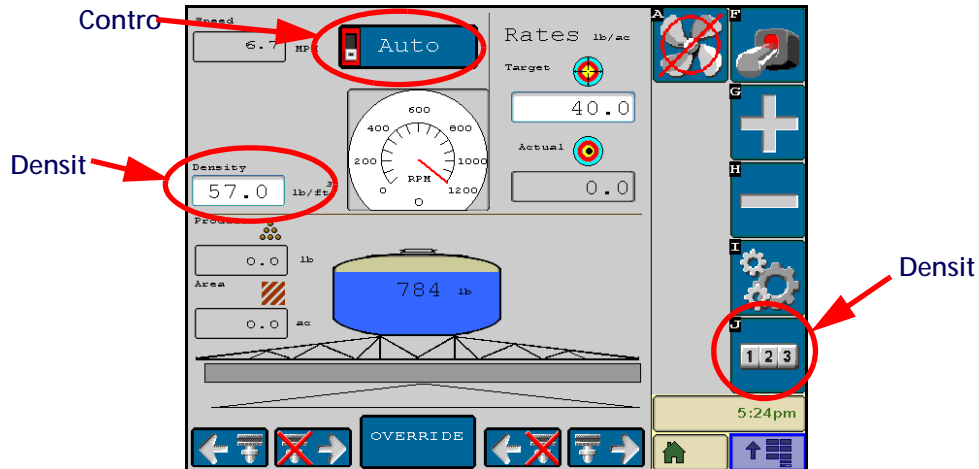 Contro
Speed
6.7 MPH
Auto
Rates lb/ac
Target
40.0
Actual
0.0
A
F
G
H
I
J
0 200 400 600 800 1000 1200
RPM
0
Densit
Density
57.0 lb/ft3
Produ
0.0 lb
Area
0.0 ac
784 lb
Densit
1 2 3
OVERRIDE
5:24pm